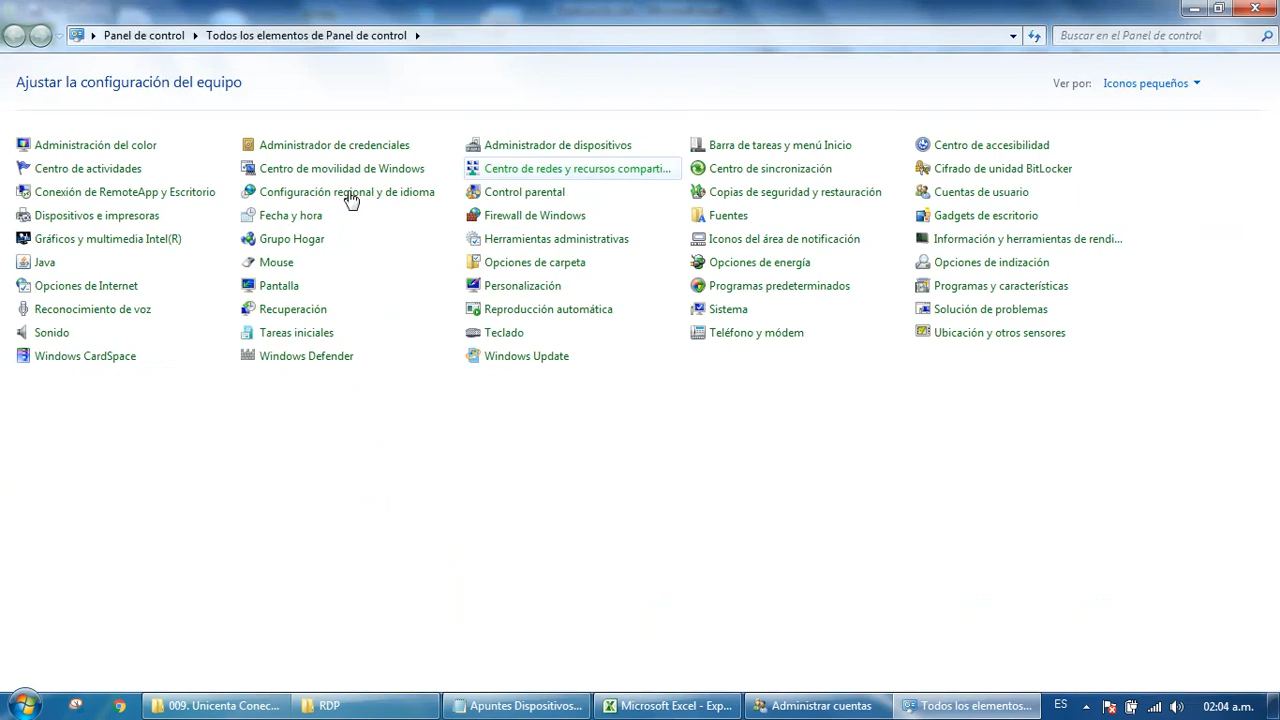 Panel de control
Todos los elementos de Panel de control
Buscar en el Panel de control
Ajustar la configuración del equipo
Ver por: Iconos pequeños
Administración del color
Administrador de credenciales
Administrador de dispositivos
Barra de tareas y menú Inicio
Centro de accesibilidad
Centro de actividades
Centro de movilidad de Windows
Centro de redes y recursos comparti...
Centro de sincronización
Cifrado de unidad BitLocker
Conexión de RemoteApp y Escritorio
Configuración regional y de idioma
Control parental
Copias de seguridad y restauración
Cuentas de usuario
Dispositivos e impresoras
Fecha y hora
Firewall de Windows
Fuentes
Gadgets de escritorio
Gráficos y multimedia Intel(R)
Grupo Hogar
Herramientas administrativas
Iconos del área de notificación
Información y herramientas de rendi...
Java
Mouse
Opciones de carpeta
Opciones de energía
Opciones de indización
Opciones de Internet
Pantalla
Personalización
Programas predeterminados
Programas y características
Reconocimiento de voz
Recuperación
Reproducción automática
Sistema
Solución de problemas
Sonido
Tareas iniciales
Teclado
Teléfono y módem
Ubicación y otros sensores
Windows CardSpace
Windows Defender
Windows Update
009. Unicenta Conec...
RDP
Apuntes Dispositivos...
Microsoft Excel - Exp...
Administrar cuentas
Todos los elementos...
ES
02:04 a.m.